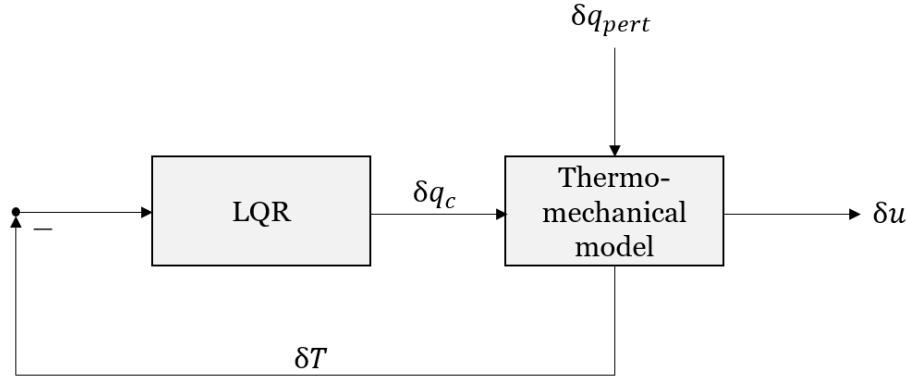 δq_pert
LQR
δq_c
Thermo-
mechanical
model
δu
–
δT